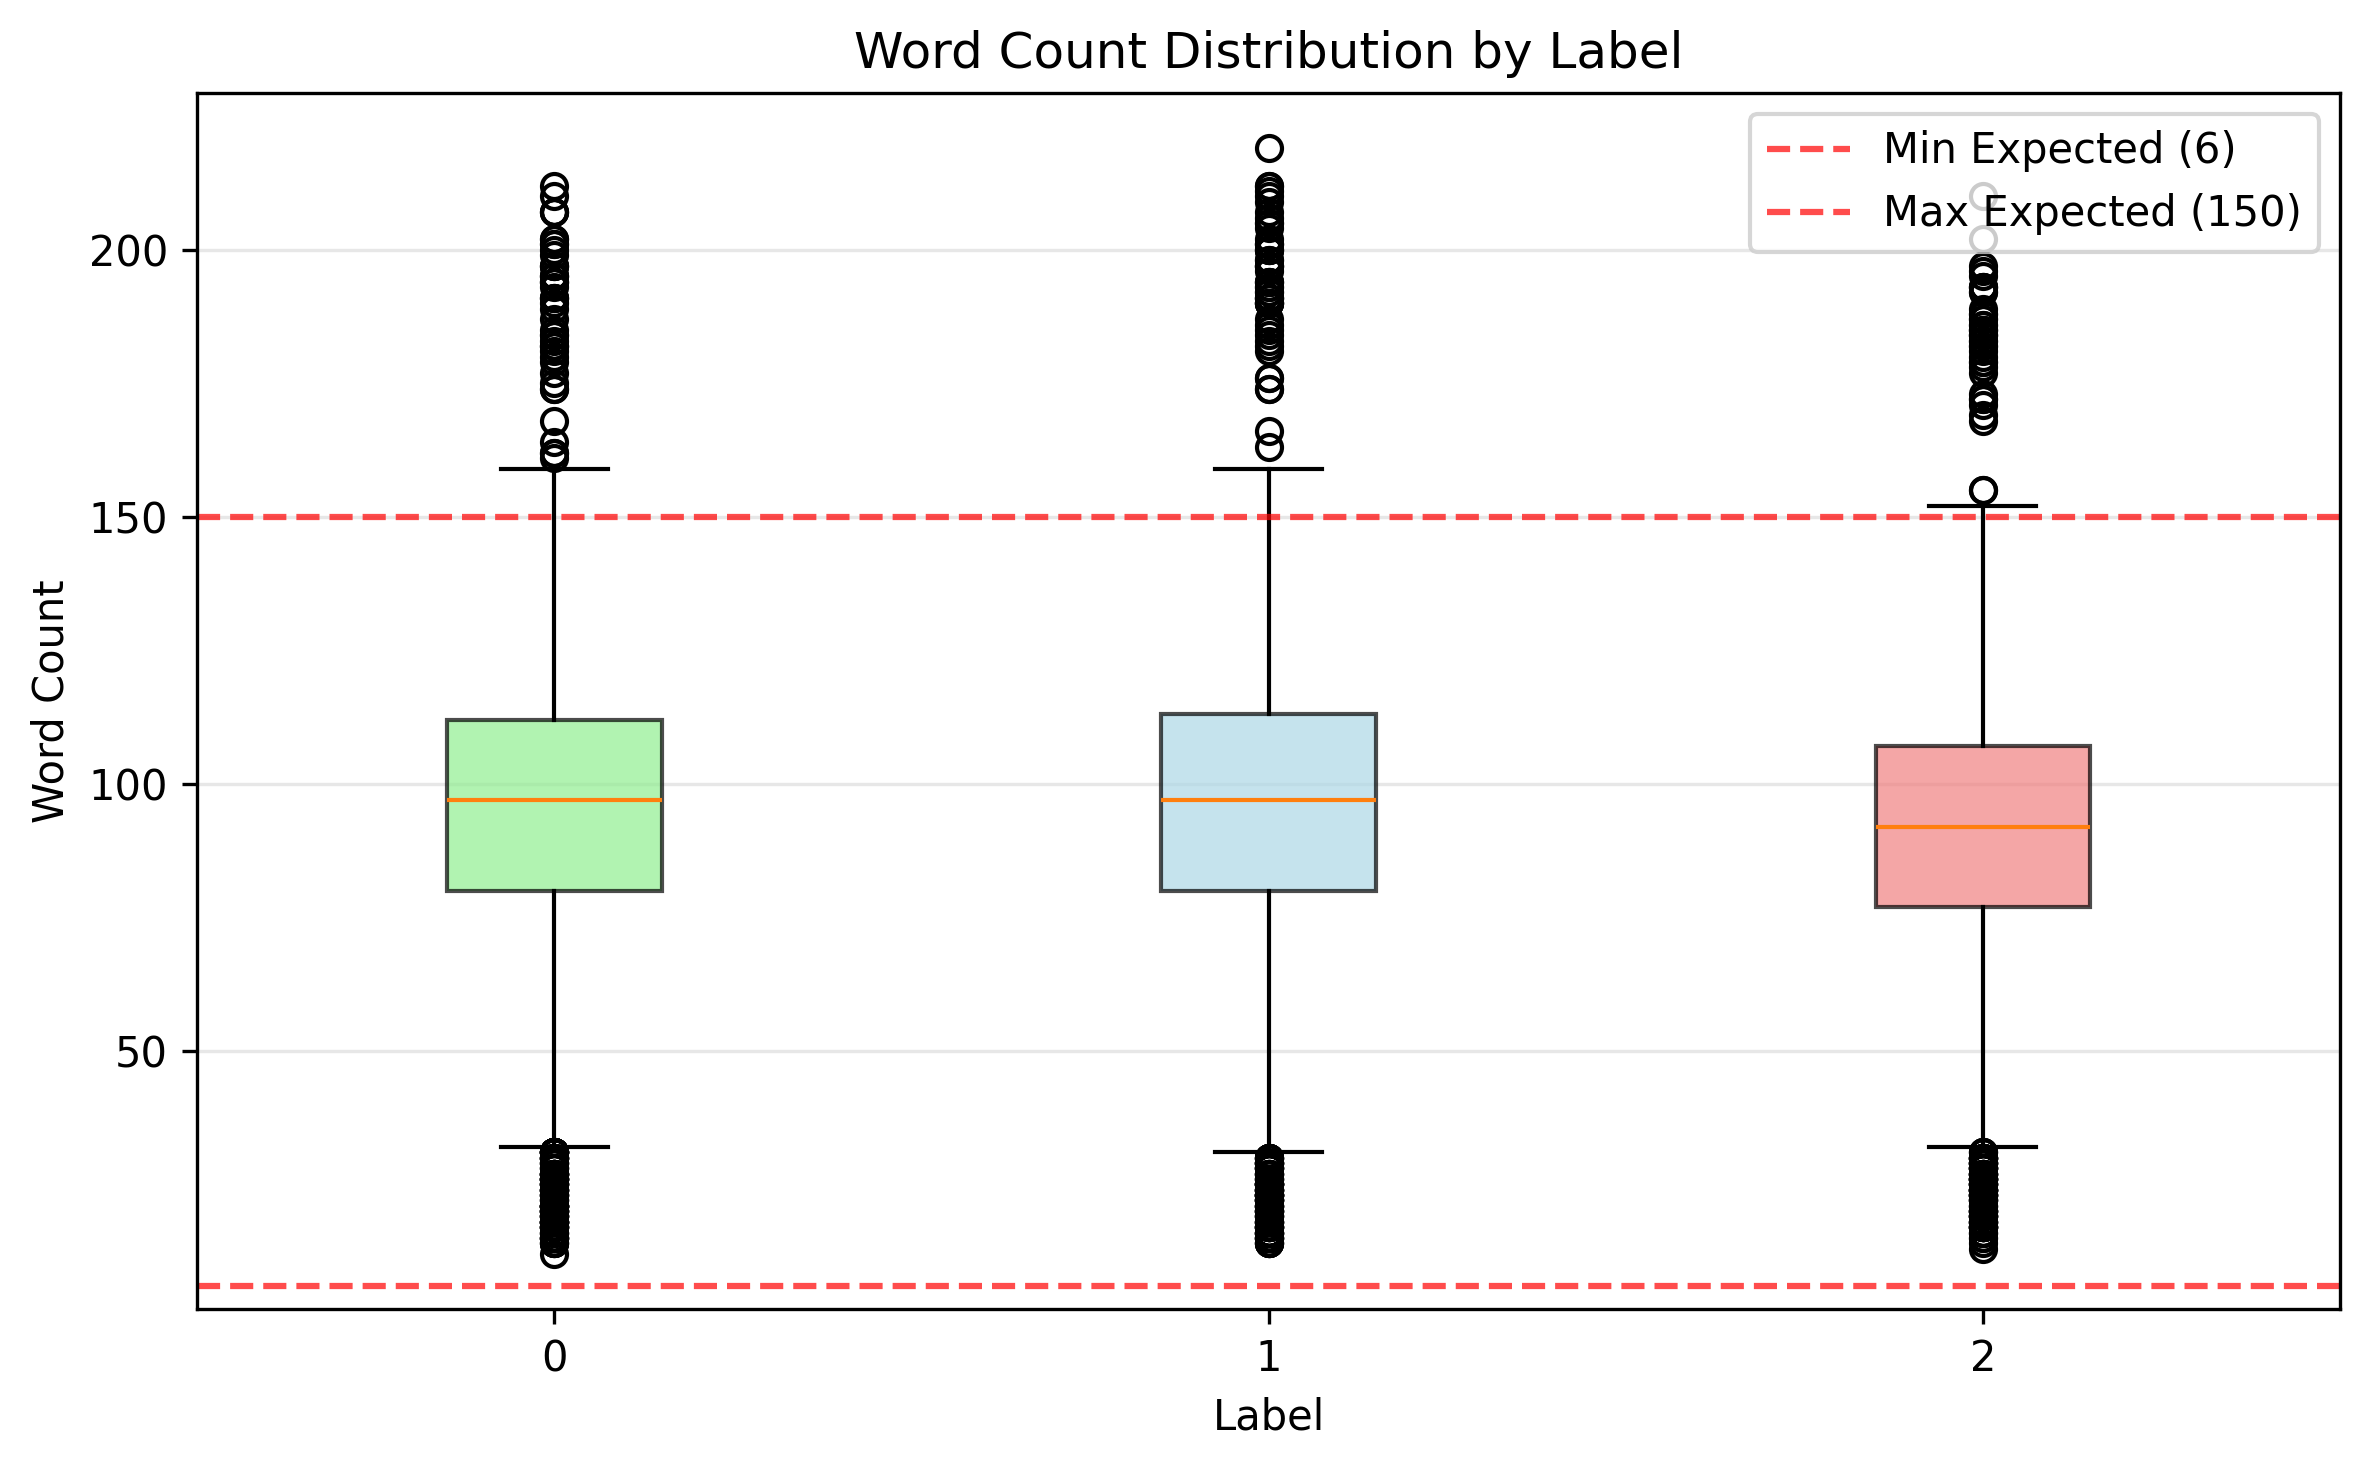 Word Count Distribution by Label
Min Expected (6)
Max Expected (150)
200
150
100
50
Word Count
0
1
2
Label